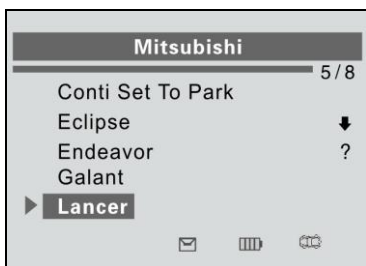 Mitsubishi
5/8
Conti Set To Park
Eclipse
Endeavor ?
Galant
Lancer